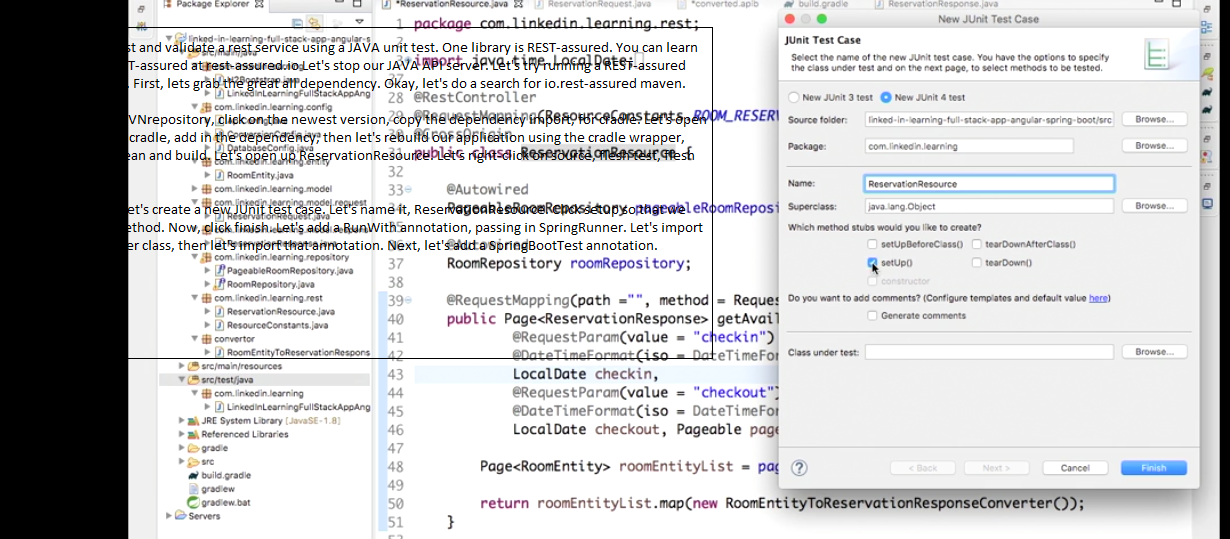 Package Explorer
*ReservationResource.java
ReservationRequest.java
*converted.apib
build.gradle
ReservationResponse.java
linked-in-learning-full-stack-app-angular-s
src/main/java
H2Bootstrap.java
LinkedInLearningFullStackAppAng
com.linkedin.learning.config
ConversionConfig.java
DatabaseConfig.java
com.linkedin.learning.entity
RoomEntity.java
com.linkedin.learning.model
com.linkedin.learning.model.request
ReservationRequest.java
com.linkedin.learning.repository
PageableRoomRepository.java
RoomRepository.java
com.linkedin.learning.rest
ReservationResource.java
ResourceConstants.java
convertor
RoomEntityToReservationRespons
src/main/resources
src/test/java
com.linkedin.learning
LinkedInLearningFullStackAppAng
JRE System Library [JavaSE-1.8]
Referenced Libraries
gradle
src
build.gradle
gradlew
gradlew.bat
Servers
st and validate a rest service using a JAVA unit test. One library is REST-assured. You can learn
T-assured at rest-assured.io.Let's stop our JAVA API server. Let's try running a REST-assured
. First, lets grab the great all dependency. Okay, let's do a search for io.rest-assured maven.
VNrepository, click on the newest version, copy the dependency import, for cradle. Let's open
cradle, add in the dependency, then let's rebuild our application using the cradle wrapper,
ean and build. Let's open up ReservationResource. Let's right-click on source, flesh test, flesh
et's create a new JUnit test case. Let's name it, ReservationResource. Click setup so that we
ethod. Now, click finish. Let's add a RunWith annotation, passing in SpringRunner. Let's import
er class, then let's import that annotation. Next, let's add a SpringBootTest annotation.
1 package com.linkedin.learning.rest;
import java.time.LocalDate;
28 @RestController
@RequestMapping(ResourceConstants.ROOM_RESERV
@CrossOrigin
public class ReservationResource {
32
33 @Autowired
PageableRoomRepository pageableRoomReposi
@Autowired
37 RoomRepository roomRepository;
38
39 @RequestMapping(path ="", method = Reques
40 public Page<ReservationResponse> getAvail
41 @RequestParam(value = "checkin")
42 @DateTimeFormat(iso = DateTimeFor
43 LocalDate checkin,
44 @RequestParam(value = "checkout")
45 @DateTimeFormat(iso = DateTimeFor
46 LocalDate checkout, Pageable page
47
48 Page<RoomEntity> roomEntityList = pag
49
50 return roomEntityList.map(new RoomEntityToReservationResponseConverter());
51 }
New JUnit Test Case
JUnit Test Case
Select the name of the new JUnit test case. You have the options to specify
the class under test and on the next page, to select methods to be tested.
New JUnit 3 test New JUnit 4 test
Source folder: linked-in-learning-full-stack-app-angular-spring-boot/src Browse...
Package: com.linkedin.learning Browse...
Name: ReservationResource
Superclass: java.lang.Object Browse...
Which method stubs would you like to create?
setUpBeforeClass() tearDownAfterClass()
setUp() tearDown()
constructor
Do you want to add comments? (Configure templates and default value here)
Generate comments
Class under test: Browse...
? < Back Next > Cancel Finish